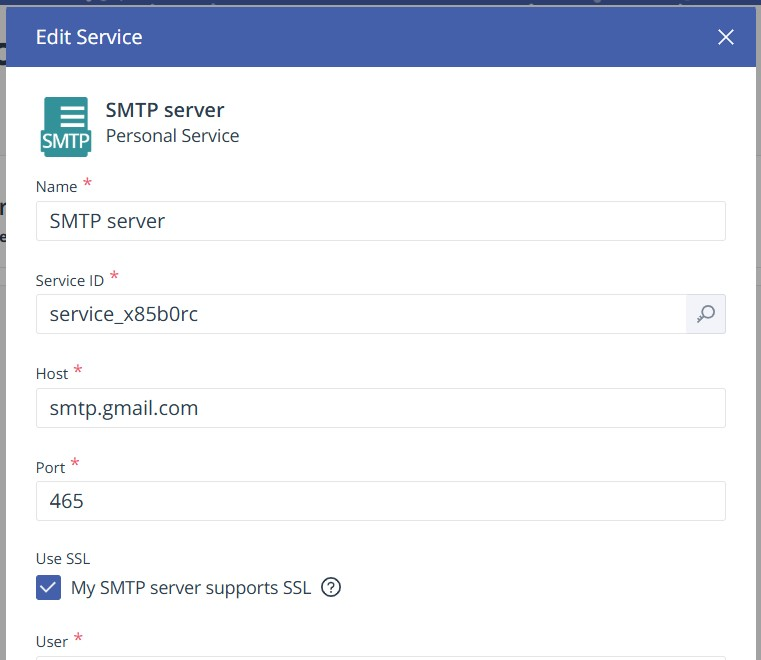 Edit Service
SMTP server
SMTP
Personal Service
Name *
SMTP server
Service ID *
service_x85b0rc
Host *
smtp.gmail.com
Port *
465
Use SSL
My SMTP server supports SSL ?
User *